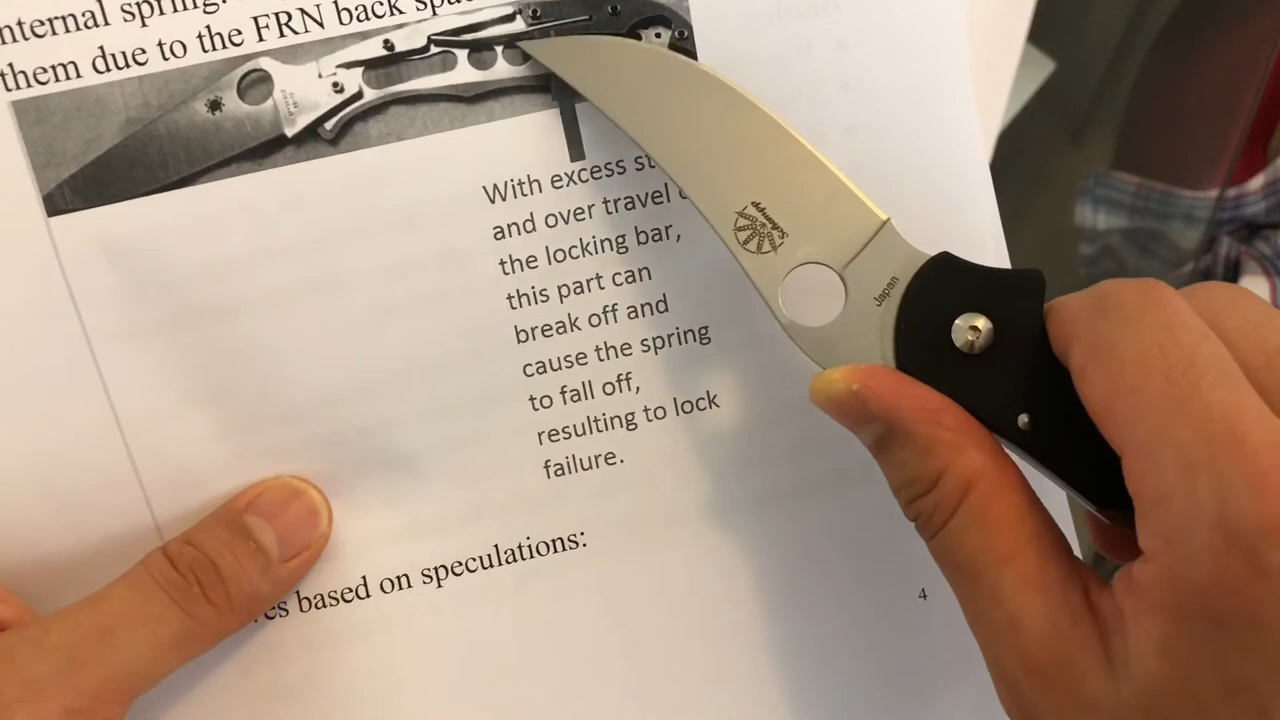 nternal spring.
them due to the FRN back spa
With excess st
and over travel
the locking bar,
this part can
break off and
cause the spring
to fall off,
resulting to lock
failure.
es based on speculations:
4
Schempp
Japan